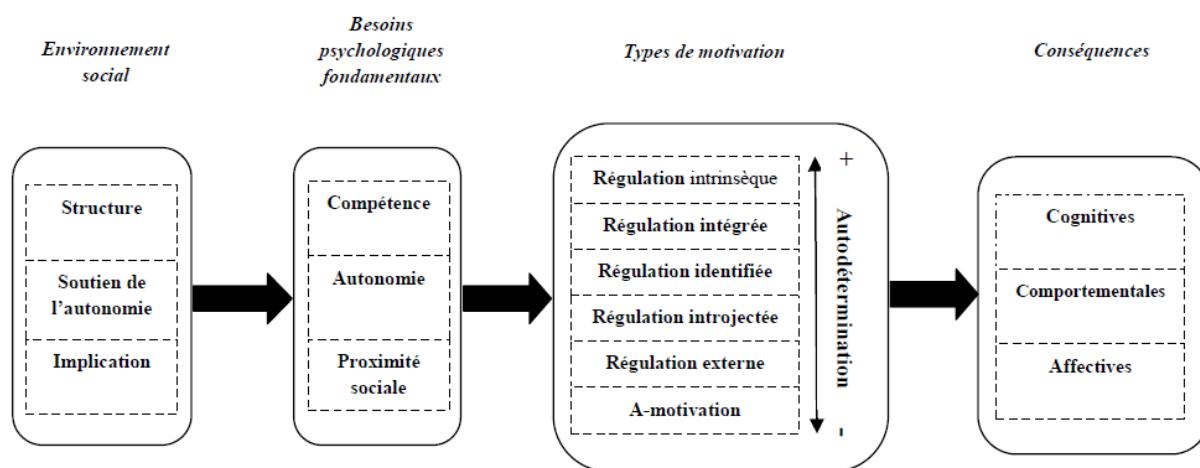 Environnement
social
Besoins
psychologiques
fondamentaux
Types de motivation
Conséquences
Structure
Soutien de
l'autonomie
Implication
Compétence
Autonomie
Proximité
sociale
Régulation intrinsèque
Régulation intégrée
Régulation identifiée
Régulation introjectée
Régulation externe
A-motivation
+
Autodétermination
-
Cognitives
Comportementales
Affectives